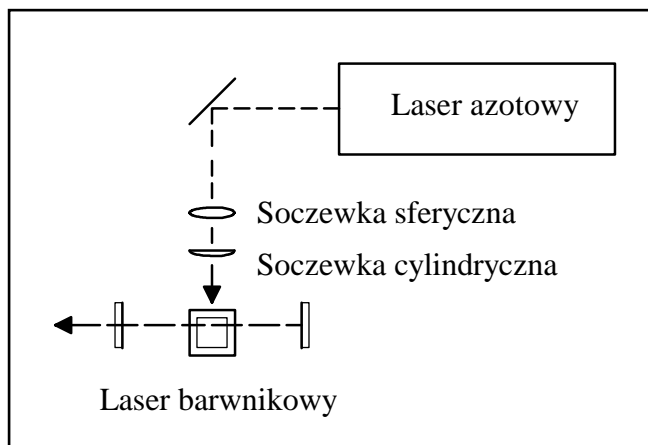 Laser azotowy
Soczewka sferyczna
Soczewka cylindryczna
Laser barwnikowy